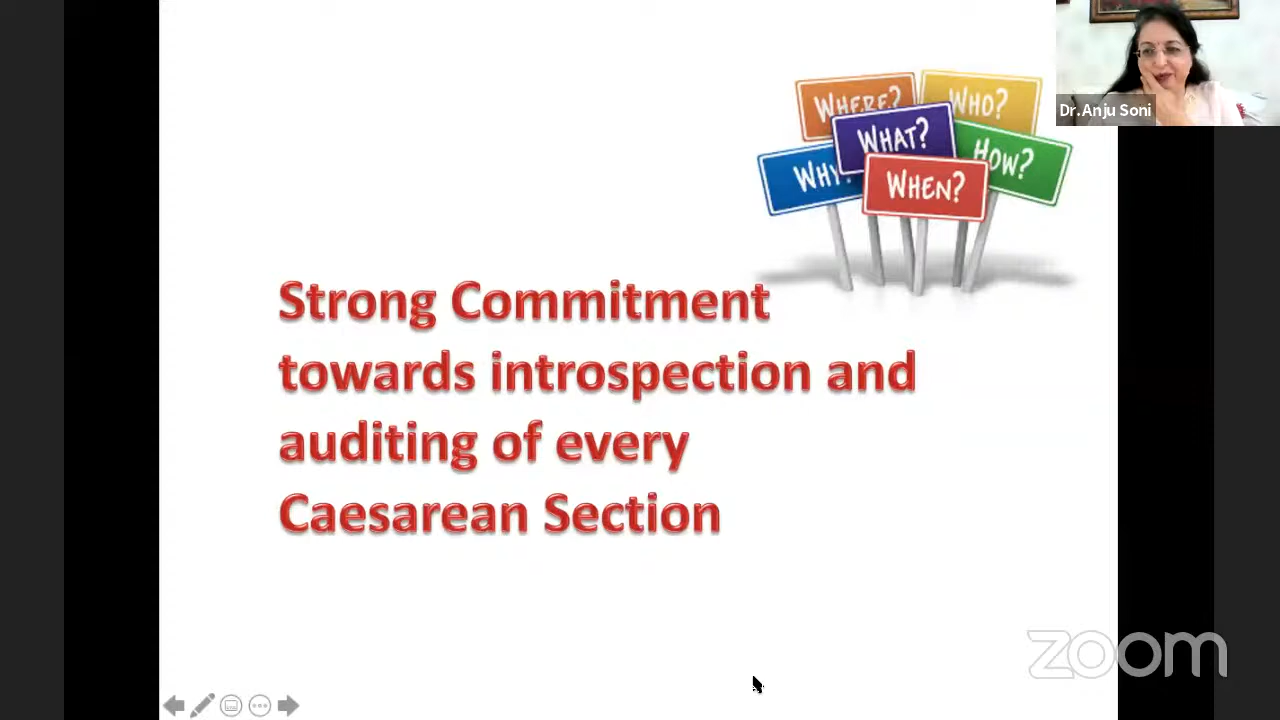 WHERE?
WHO?
WHAT?
HOW?
WHY?
WHEN?
Dr.Anju Soni
Strong Commitment
towards introspection and
auditing of every
Caesarean Section
zoom